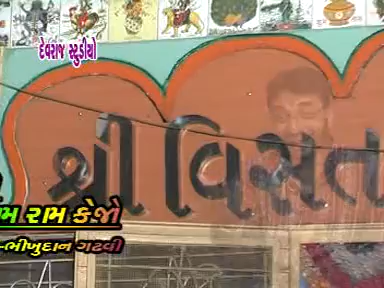 દેવરાજ સ્ટુડીયો
શ્રી વિસત
મ રામ કેજો
-ભીખુદાન ગઢવી